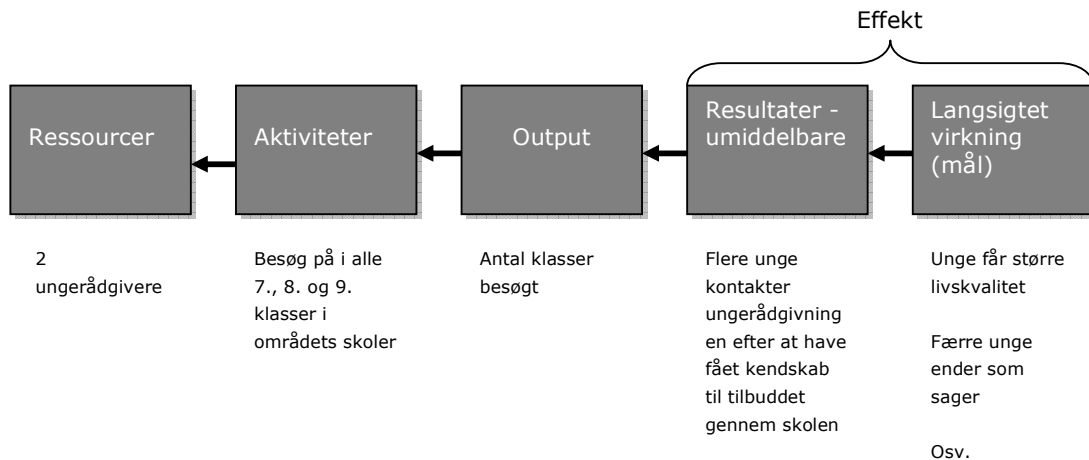 Effekt
Ressourcer
Aktiviteter
Output
Resultater -
umiddelbare
Langsigtet
virkning
(mål)
2
ungerådgivere
Besøg på i alle
7., 8. og 9.
klasser i
områdets skoler
Antal klasser
besøgt
Flere unge
kontakter
ungerådgivning
en efter at have
fået kendskab
til tilbuddet
gennem skolen
Unge får større
livskvalitet
Færre unge
ender som
sager
Osv.